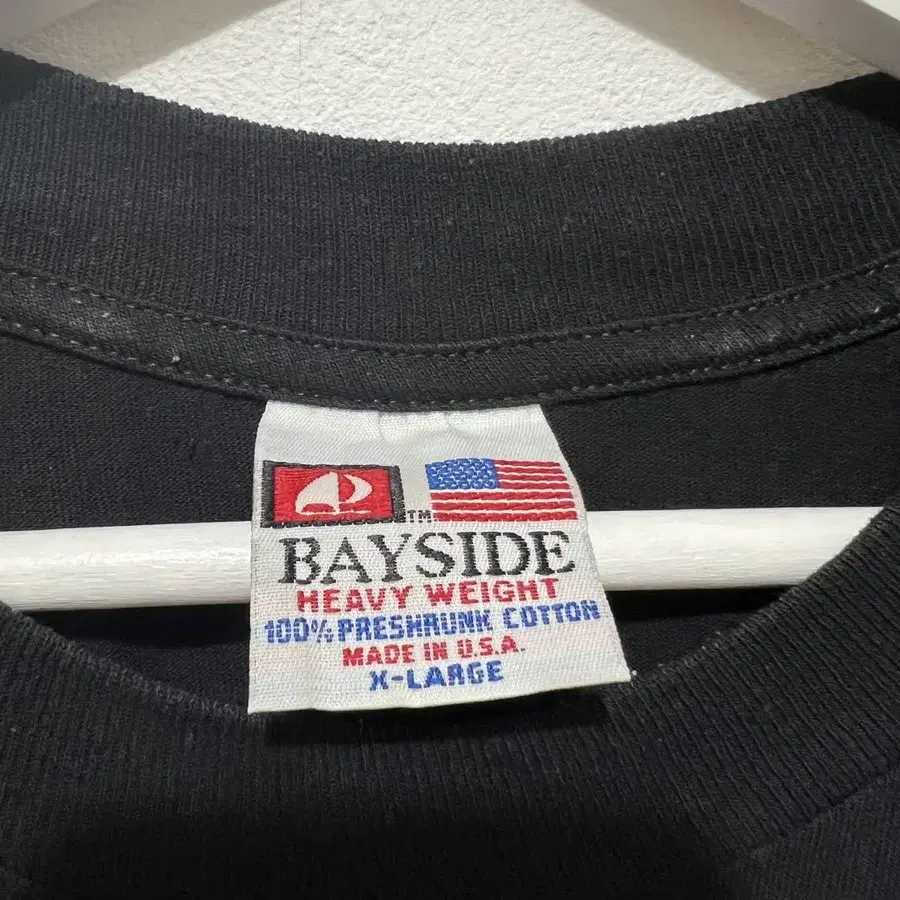 TM
BAYSIDE
HEAVY WEIGHT
100% PRESHRUNK COTTON
MADE IN U.S.A.
X-LARGE